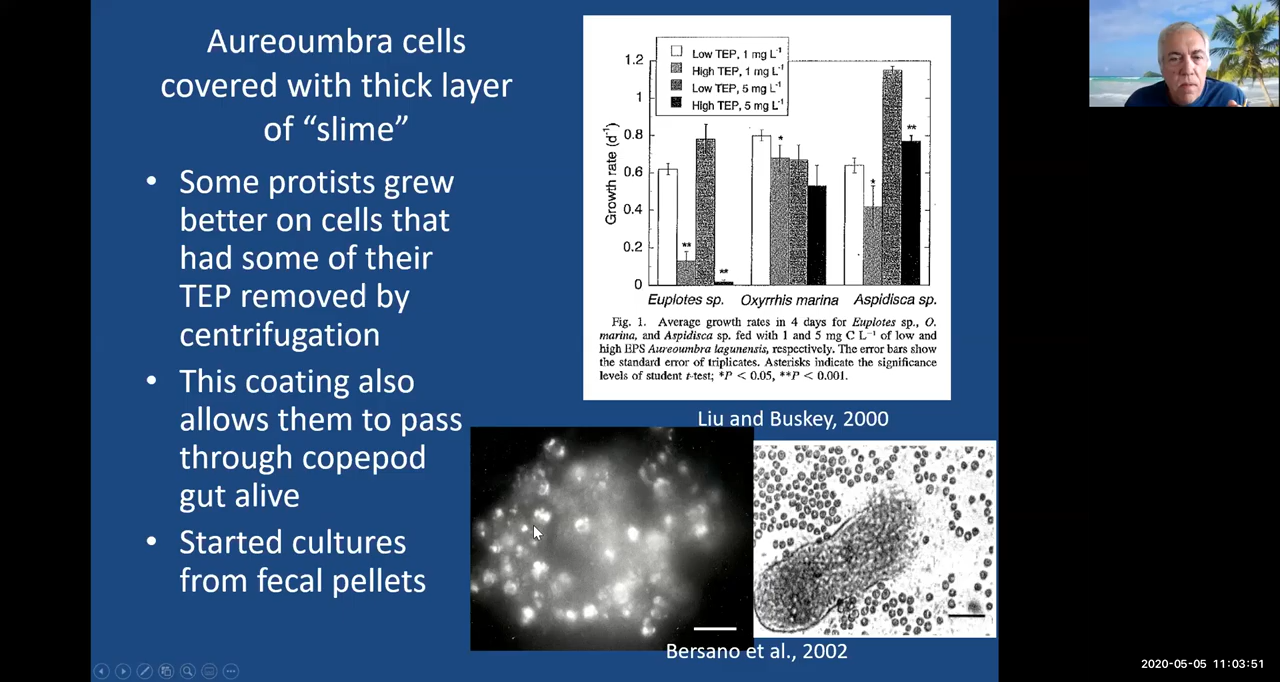 Aureoumbra cells
covered with thick layer
of “slime”
• Some protists grew
better on cells that
had some of their
TEP removed by
centrifugation
• This coating also
allows them to pass
through copepod
gut alive
• Started cultures
from fecal pellets
Low TEP, 1 mg L⁻¹
High TEP, 1 mg L⁻¹
Low TEP, 5 mg L⁻¹
High TEP, 5 mg L⁻¹
Growth rate (d⁻¹)
1.2
1
0.8
0.6
0.4
0.2
0
**
**
*
*
**
Euplotes sp. Oxyrrhis marina Aspidisca sp.
Fig. 1. Average growth rates in 4 days for Euplotes sp., O.
marina, and Aspidisca sp. fed with 1 and 5 mg C L⁻¹ of low and
high EPS Aureoumbra lagunensis, respectively. The error bars show
the standard error of triplicates. Asterisks indicate the significance
levels of student t-test; *P < 0.05, **P < 0.001.
Liu and Buskey, 2000
Bersano et al., 2002
2020-05-05 11:03:51